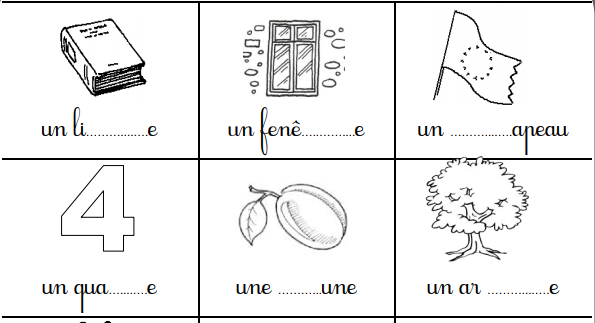 un li................e
un fenê..............e
un ................apeau
un qua..........e
une ............une
un ar ................e